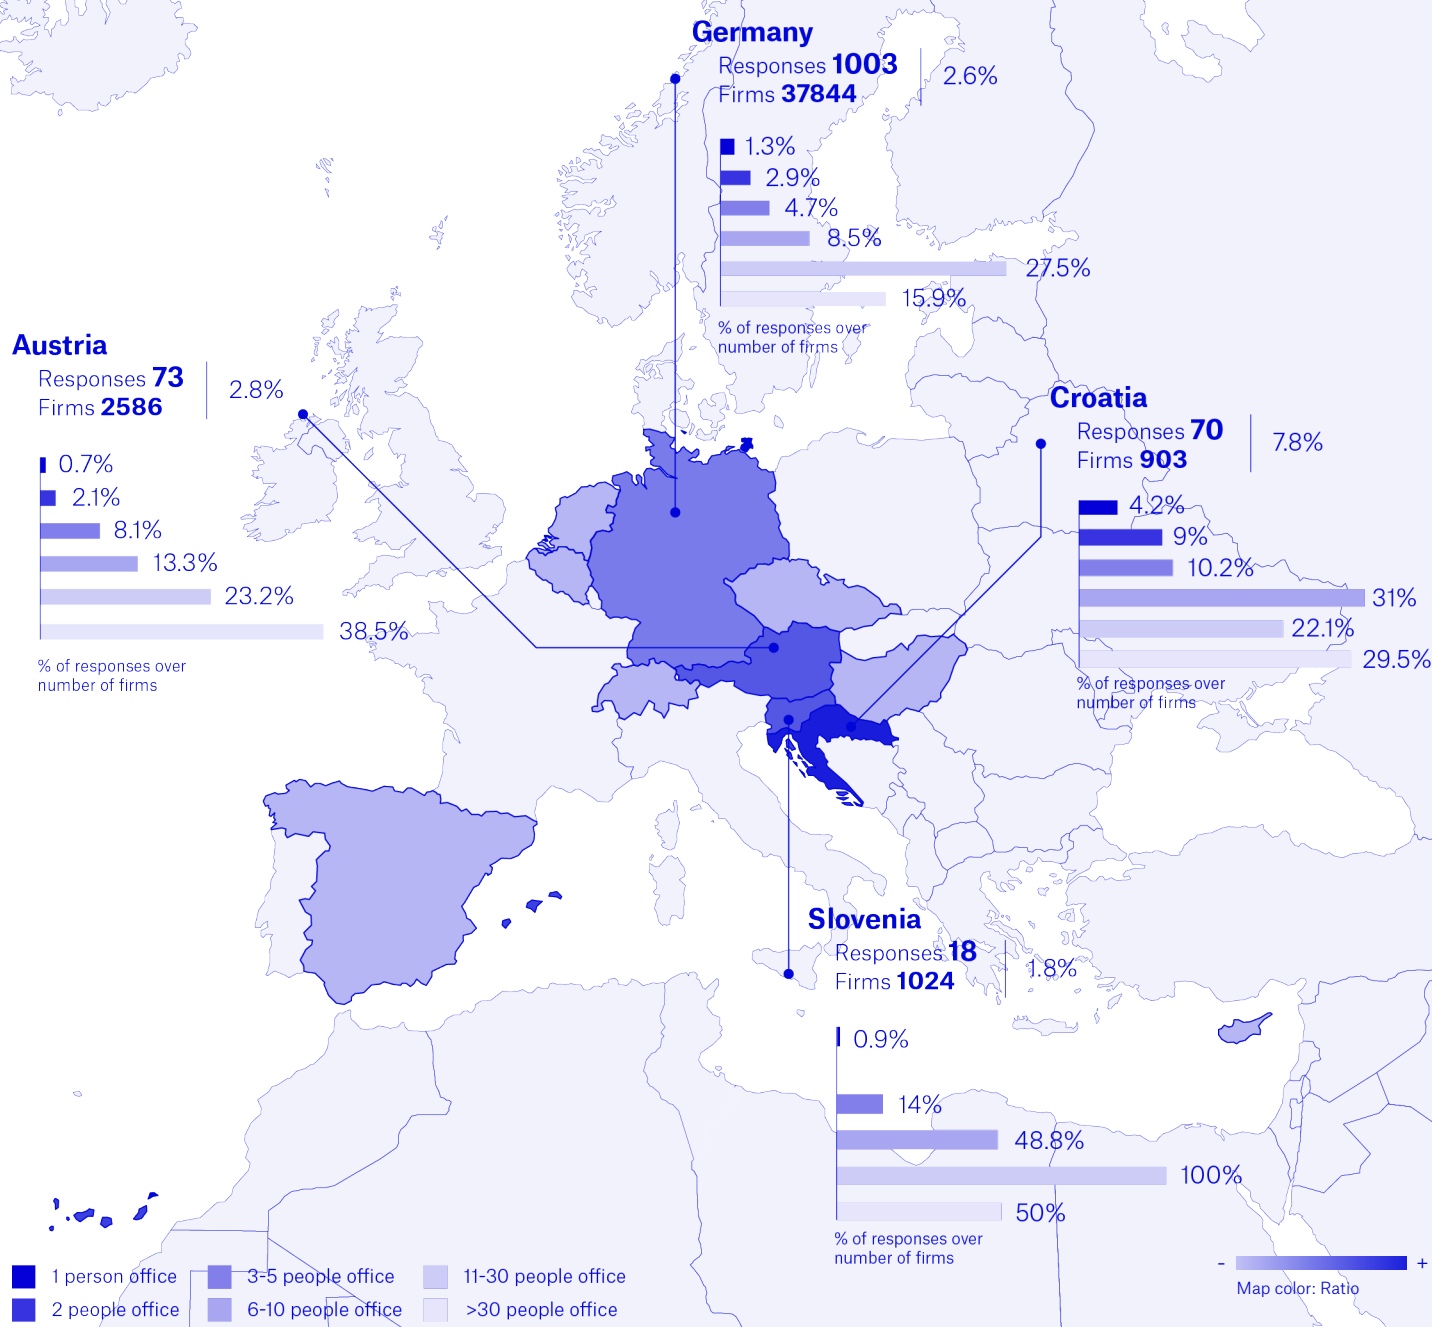 Germany
Responses 1003
Firms 37844
2.6%
1.3%
2.9%
4.7%
8.5%
27.5%
15.9%
% of responses over
number of firms
Austria
Responses 73
Firms 2586
2.8%
0.7%
2.1%
8.1%
13.3%
23.2%
38.5%
% of responses over
number of firms
Croatia
Responses 70
Firms 903
7.8%
4.2%
9%
10.2%
31%
22.1%
29.5%
% of responses over
number of firms
Slovenia
Responses 18
Firms 1024
1.8%
0.9%
14%
48.8%
100%
50%
% of responses over
number of firms
1 person office
2 people office
3-5 people office
6-10 people office
11-30 people office
>30 people office
- +
Map color: Ratio